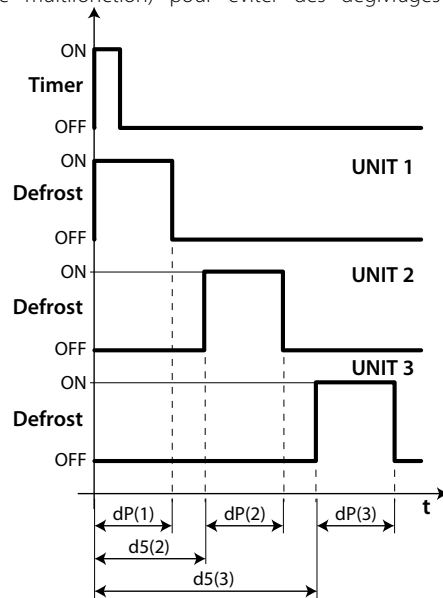 multifonction) pour éviter des dégivrages
ON
Timer
OFF
ON
UNIT 1
Defrost
OFF
ON
UNIT 2
Defrost
OFF
UNIT 3
ON
Defrost
OFF
t
dP(1) dP(2) dP(3)
d5(2)
d5(3)